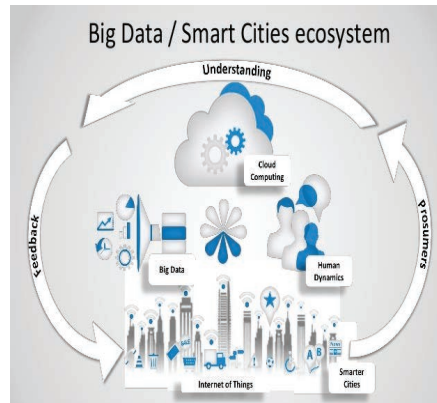 Big Data / Smart Cities ecosystem
Understanding
Cloud
Computing
Feedback
Prosumers
Big Data
Human
Dynamics
A B
Internet of Things
Smarter
Cities